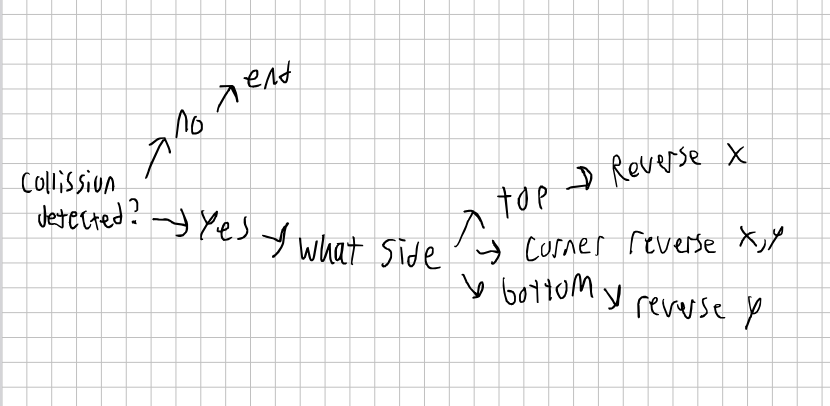 end
no
Collission
detected? → Yes → what side
top → Reverse X
corner reverse x,y
bottom → reverse y